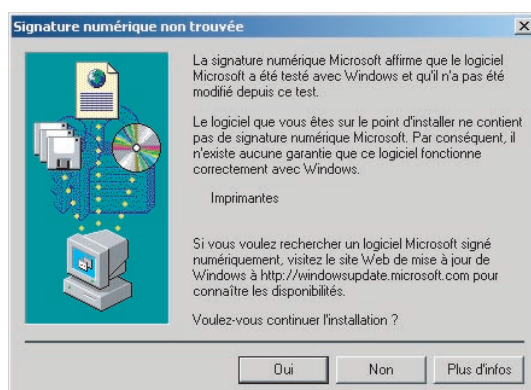 Signature numérique non trouvée
La signature numérique Microsoft affirme que le logiciel
Microsoft a été testé avec Windows et qu'il n'a pas été
modifié depuis ce test.
Le logiciel que vous êtes sur le point d'installer ne contient
pas de signature numérique Microsoft. Par conséquent, il
n'existe aucune garantie que ce logiciel fonctionne
correctement avec Windows.
Imprimantes
Si vous voulez rechercher un logiciel Microsoft signé
numériquement, visitez le site Web de mise à jour de
Windows à http://windowsupdate.microsoft.com pour
connaître les disponibilités.
Voulez-vous continuer l'installation ?
Oui Non Plus d'infos